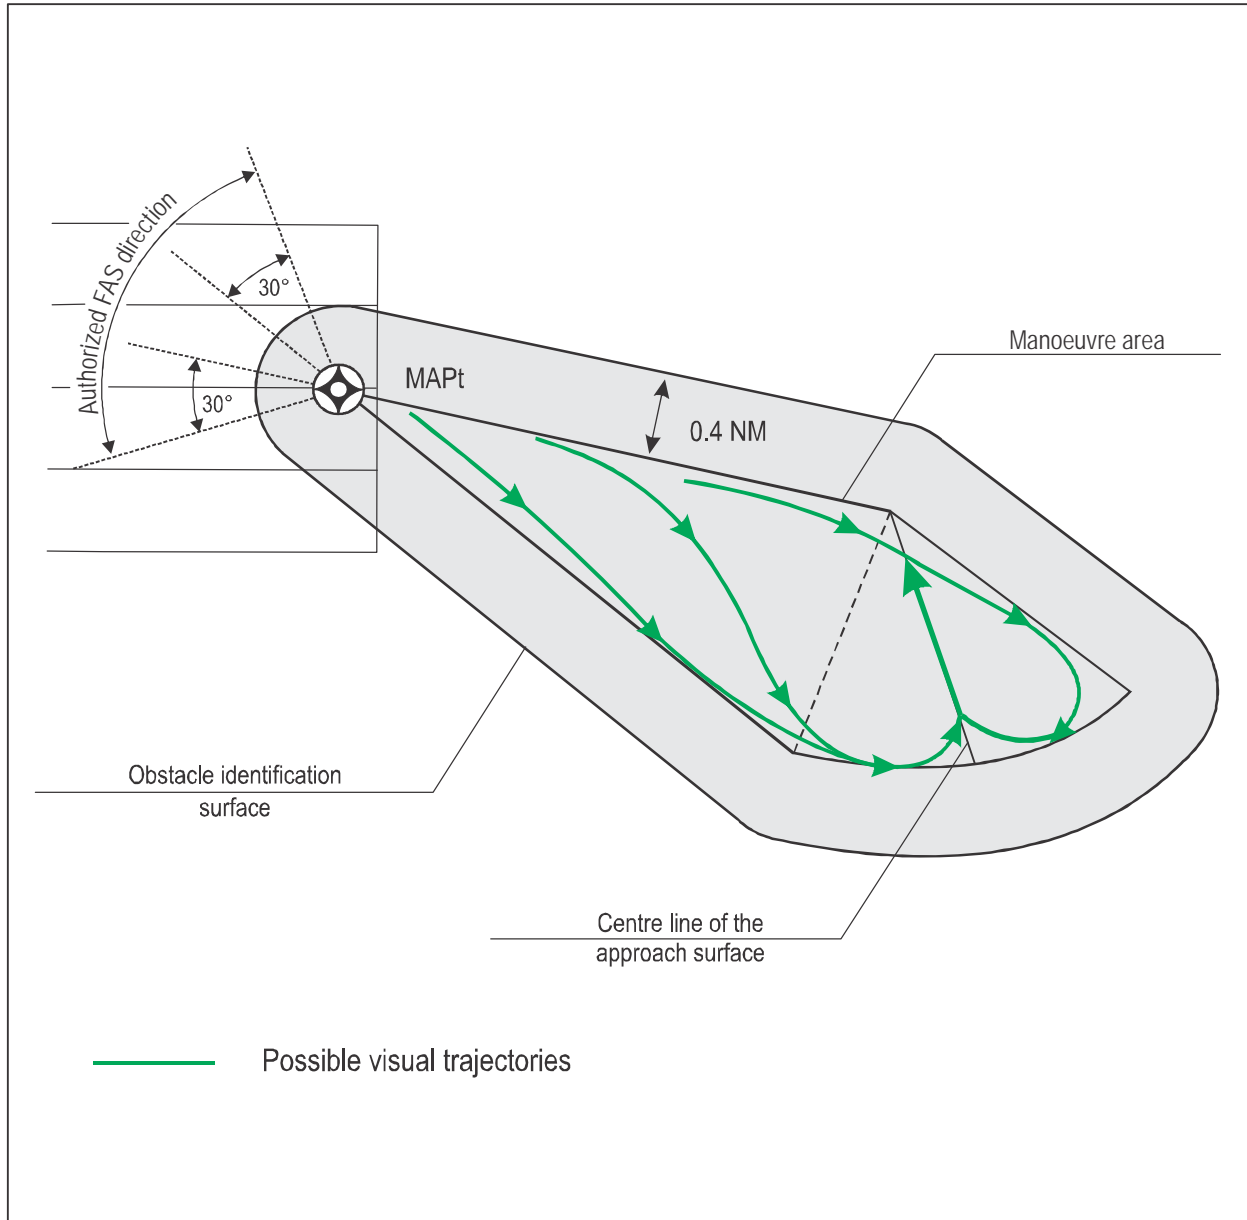 Authorized FAS direction
30°
30°
MAPt
Manoeuvre area
0.4 NM
Obstacle identification
surface
Centre line of the
approach surface
Possible visual trajectories